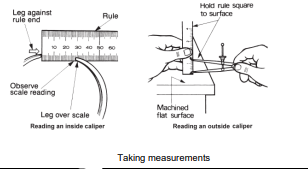 Leg against
rule end
Rule
10 20 30 40 50 60
Observe
scale reading
Leg over scale
Reading an inside caliper
Hold rule square
to surface
Machined
flat surface
Reading an outside caliper
Taking measurements